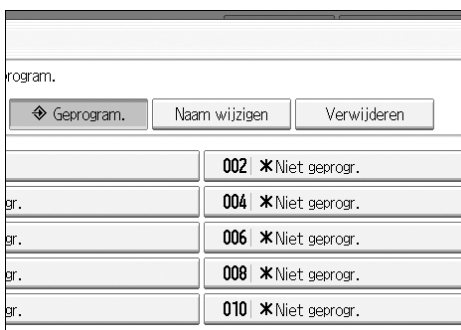 program.
Geprogram. Naam wijzigen Verwijderen
002 *Niet geprogr.
gr. 004 *Niet geprogr.
gr. 006 *Niet geprogr.
gr. 008 *Niet geprogr.
gr. 010 *Niet geprogr.